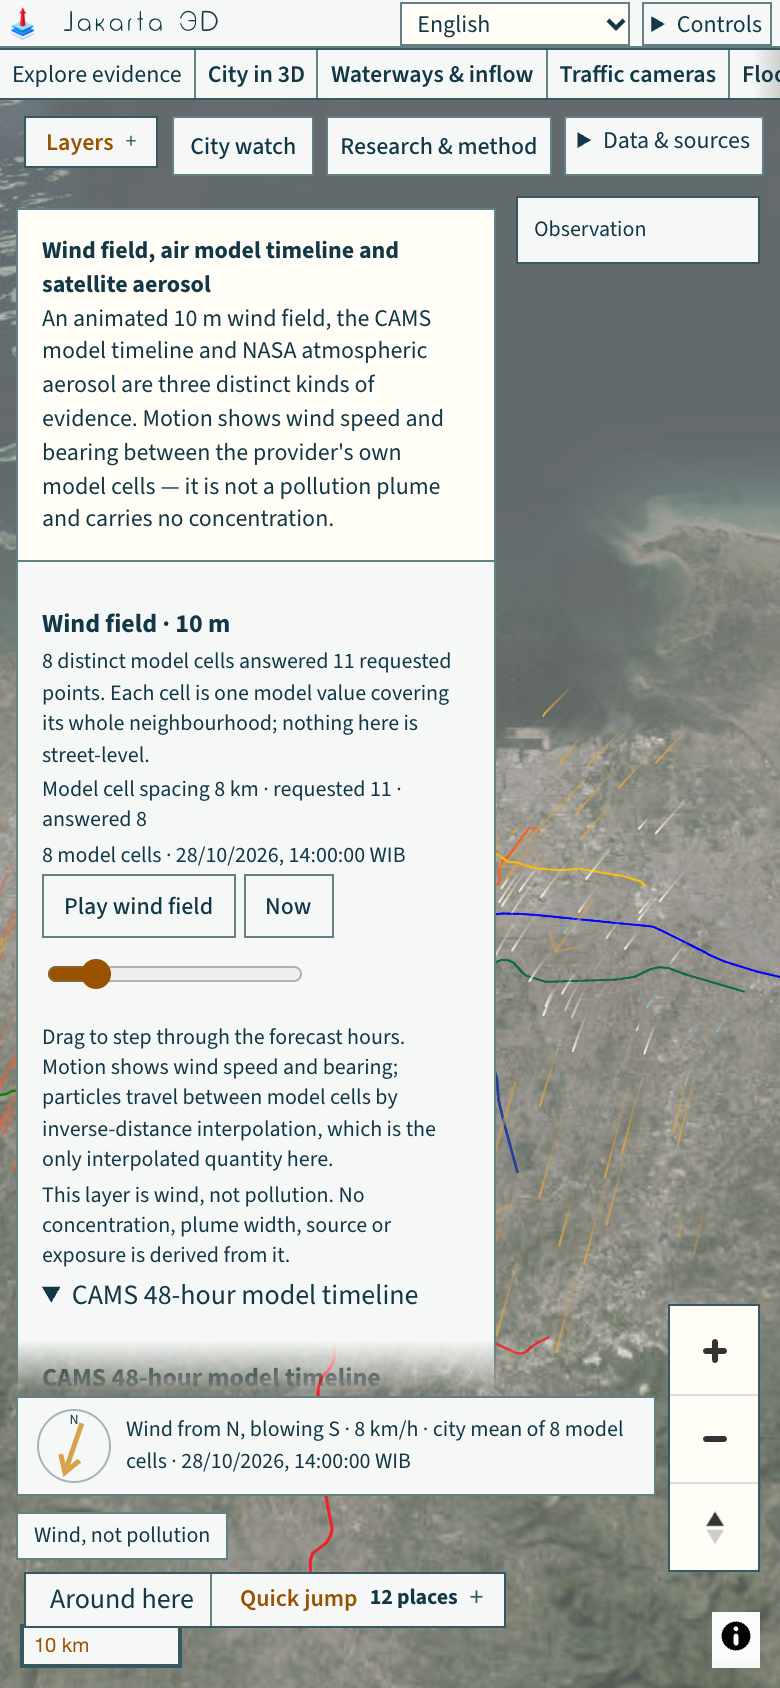 Jakarta 3D
English
Controls
Explore evidence
City in 3D
Waterways & inflow
Traffic cameras
Layers +
City watch
Research & method
Data & sources
Observation
Wind field, air model timeline and
satellite aerosol
An animated 10 m wind field, the CAMS
model timeline and NASA atmospheric
aerosol are three distinct kinds of
evidence. Motion shows wind speed and
bearing between the provider's own
model cells — it is not a pollution plume
and carries no concentration.
Wind field · 10 m
8 distinct model cells answered 11 requested
points. Each cell is one model value covering
its whole neighbourhood; nothing here is
street-level.
Model cell spacing 8 km · requested 11 ·
answered 8
8 model cells · 28/10/2026, 14:00:00 WIB
Play wind field
Now
Drag to step through the forecast hours.
Motion shows wind speed and bearing;
particles travel between model cells by
inverse-distance interpolation, which is the
only interpolated quantity here.
This layer is wind, not pollution. No
concentration, plume width, source or
exposure is derived from it.
CAMS 48-hour model timeline
CAMS 48-hour model timeline
N
Wind from N, blowing S · 8 km/h · city mean of 8 model
cells · 28/10/2026, 14:00:00 WIB
Wind, not pollution
Around here
Quick jump 12 places +
10 km